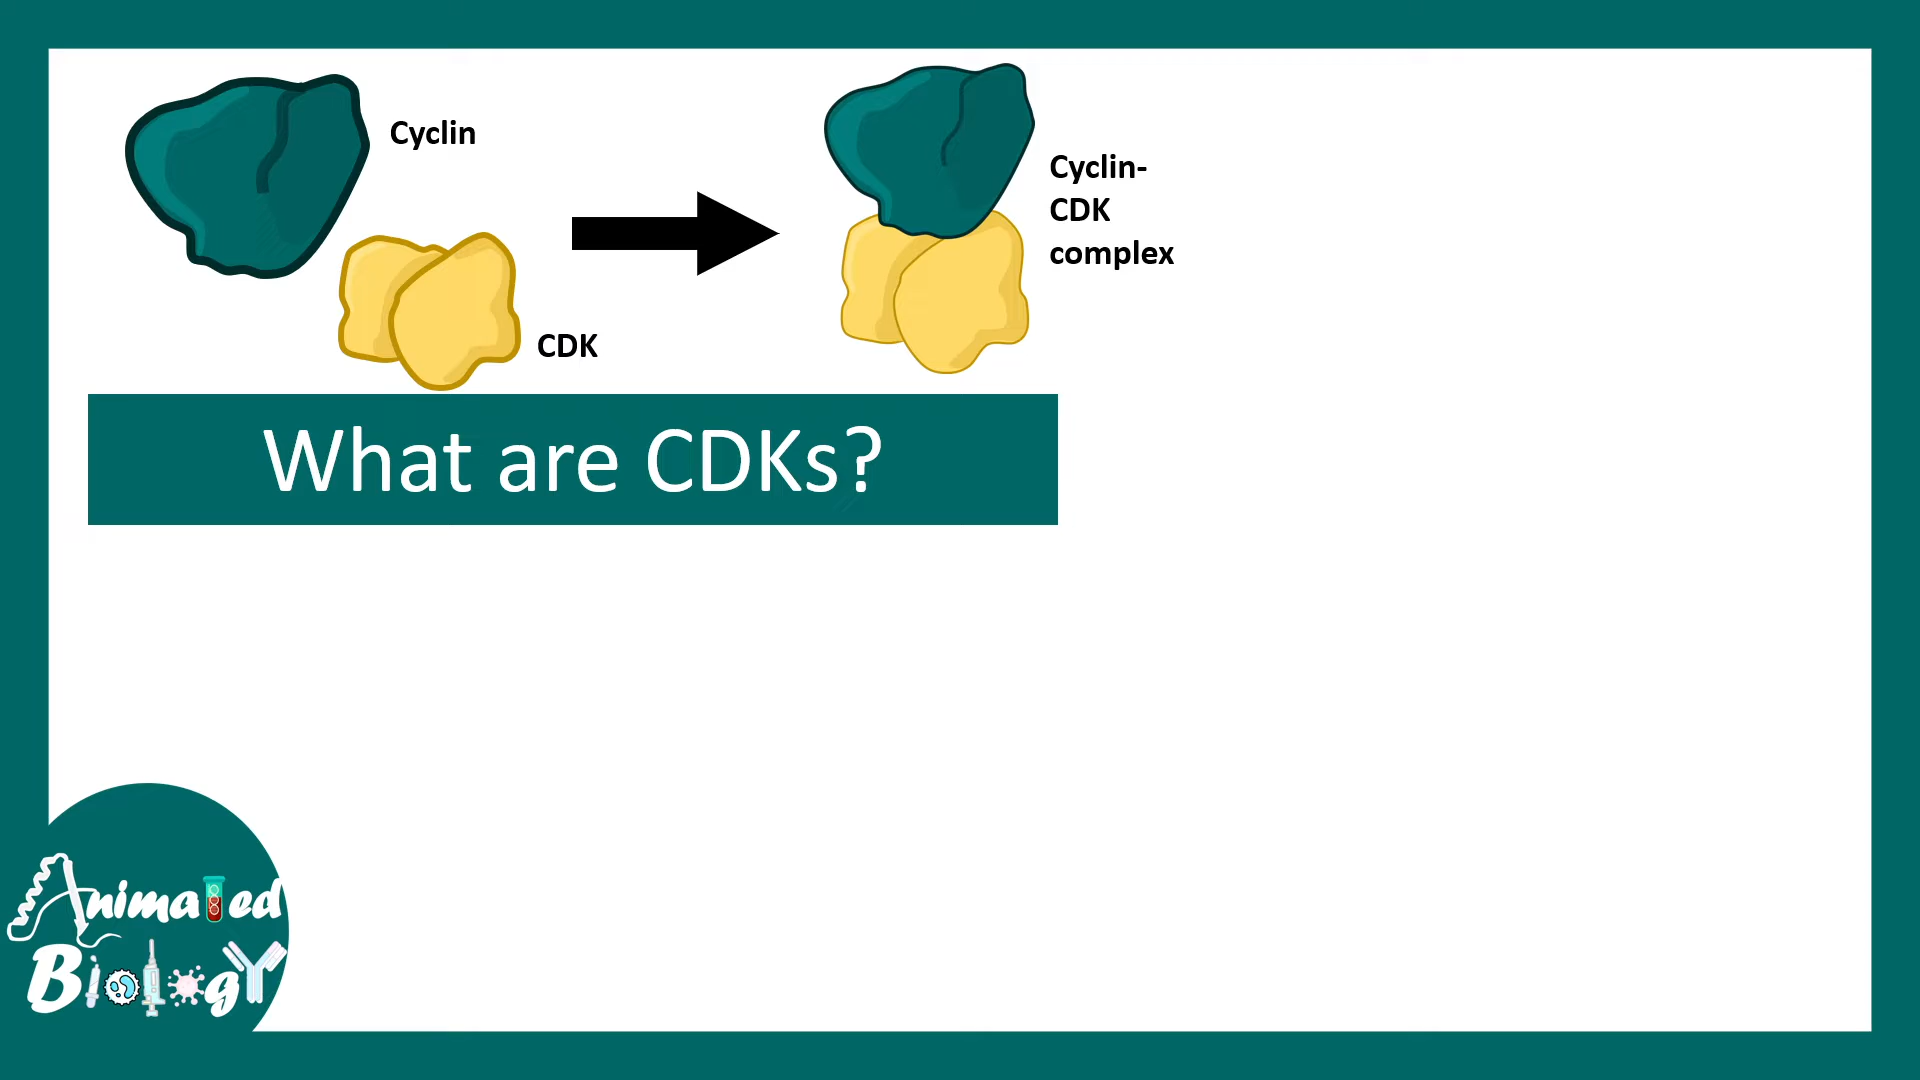 Cyclin
CDK
Cyclin-
CDK
complex
What are CDKs?
Animated
Biology